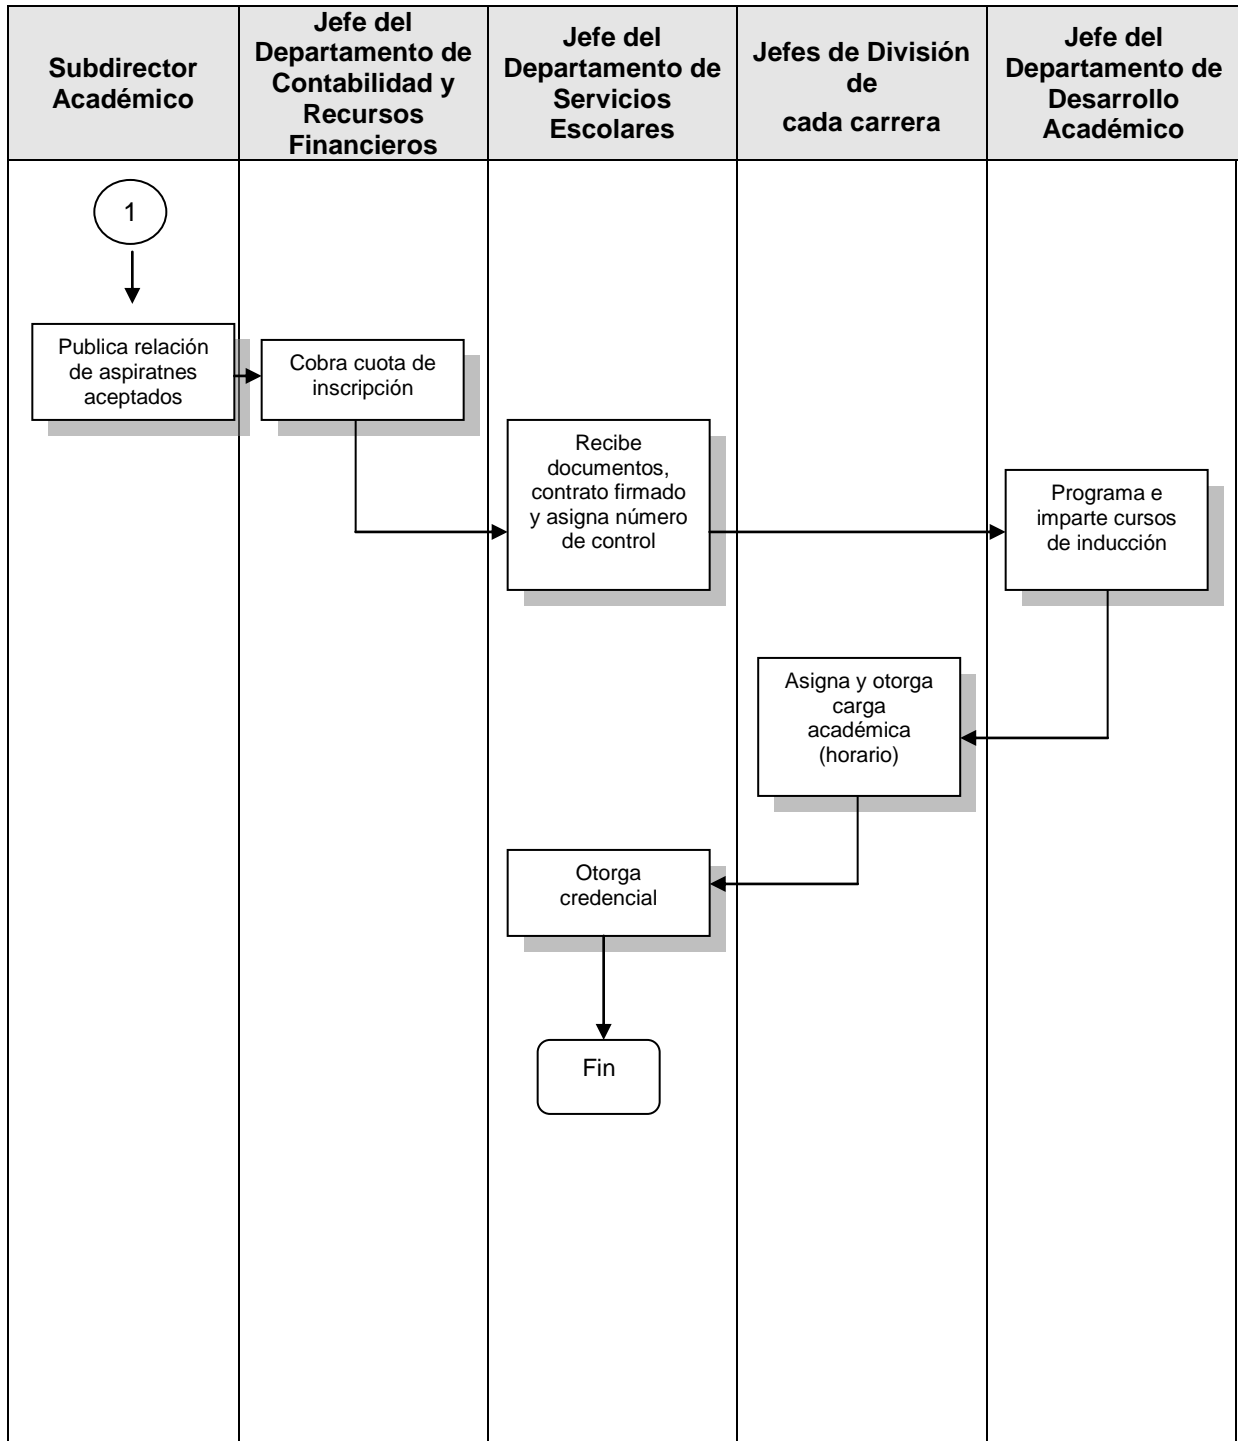 Subdirector
Académico
Jefe del
Departamento de
Contabilidad y
Recursos
Financieros
Jefe del
Departamento de
Servicios
Escolares
Jefes de División
de
cada carrera
Jefe del
Departamento de
Desarrollo
Académico
1
Publica relación
de aspiratnes
aceptados
Cobra cuota de
inscripción
Recibe
documentos,
contrato firmado
y asigna número
de control
Programa e
imparte cursos
de inducción
Asigna y otorga
carga
académica
(horario)
Otorga
credencial
Fin